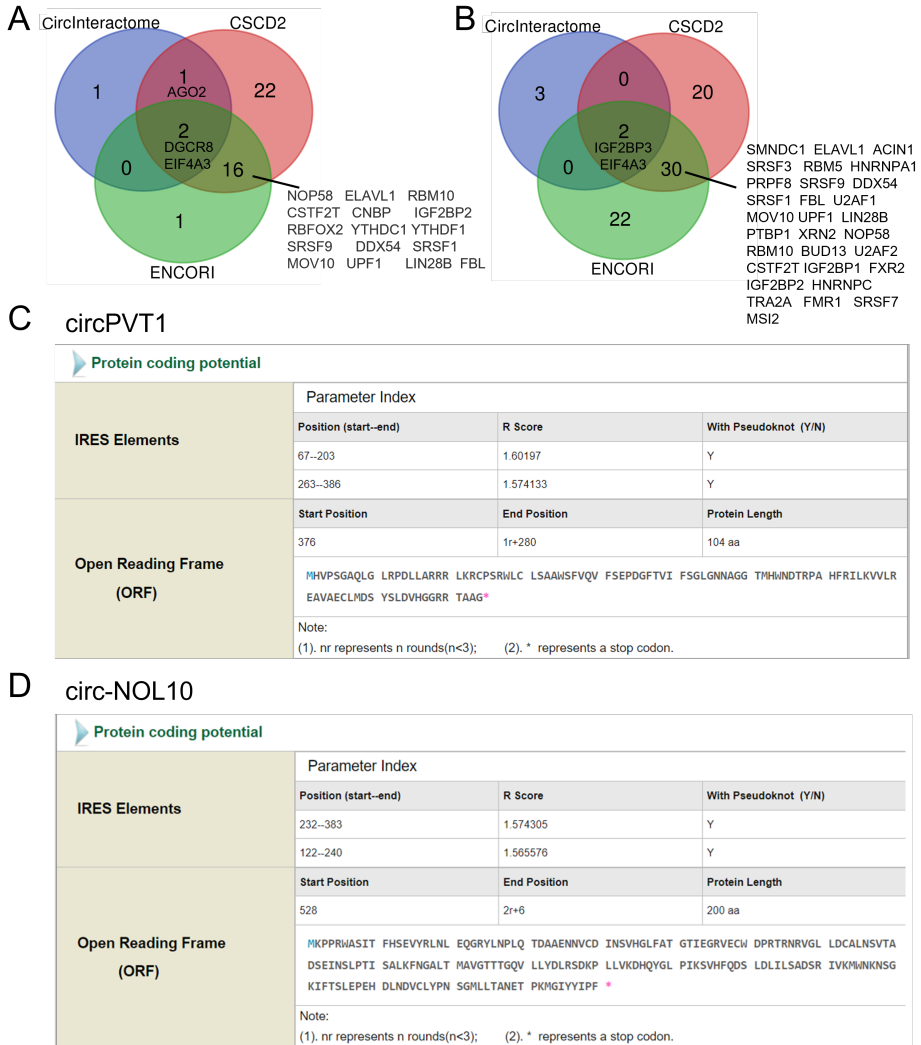 A
CircInteractome
CSCD2
1
1
AGO2
22
2
DGCR8
EIF4A3
0
16
1
ENCORI
NOP58 ELAVL1 RBM10
CSTF2T CNBP IGF2BP2
RBFOX2 YTHDC1 YTHDF1
SRSF9 DDX54 SRSF1
MOV10 UPF1 LIN28B FBL
B
CircInteractome
CSCD2
3
0
20
2
IGF2BP3
EIF4A3
0
30
22
ENCORI
SMNDC1 ELAVL1 ACIN1
SRSF3 RBM5 HNRNPA1
PRPF8 SRSF9 DDX54
SRSF1 FBL U2AF1
MOV10 UPF1 LIN28B
PTBP1 XRN2 NOP58
RBM10 BUD13 U2AF2
CSTF2T IGF2BP1 FXR2
IGF2BP2 HNRNPC
TRA2A FMR1 SRSF7
MSI2
C
circPVT1
Protein coding potential
IRES Elements
Parameter Index
Position (start--end) R Score With Pseudoknot (Y/N)
67--203 1.60197 Y
263--386 1.574133 Y
Open Reading Frame
(ORF)
Start Position End Position Protein Length
376 1r+280 104 aa
MHVPSGAQLG LRPDLLARRR LKRCPSRWLC LSAAWSFVQV FSEPDGFTVI FSGLGNNAGG TMHWNDTRPA HFRILKVVLR
EAVAECLMDS YSLDVHGGRR TAAG*
Note:
(1). nr represents n rounds(n<3); (2). * represents a stop codon.
D
circ-NOL10
Protein coding potential
IRES Elements
Parameter Index
Position (start--end) R Score With Pseudoknot (Y/N)
232--383 1.574305 Y
122--240 1.565576 Y
Open Reading Frame
(ORF)
Start Position End Position Protein Length
528 2r+6 200 aa
MKPPRWASIT FHSEVYRLNL EQGRYLNPLQ TDAAENNVCD INSVHGLFAT GTIEGRVECW DPRTRNRVGL LDCALNSVTA
DSEINSLPTI SALKFNGALT MAVGTTTGQV LLYDLRSDKP LLVKDHQYGL PIKSVHFQDS LDLILSADSR IVKMWNKNSG
KIFTSLEPEH DLNDVCLYPN SGMLLTANET PKMGIYYIPF *
Note:
(1). nr represents n rounds(n<3); (2). * represents a stop codon.